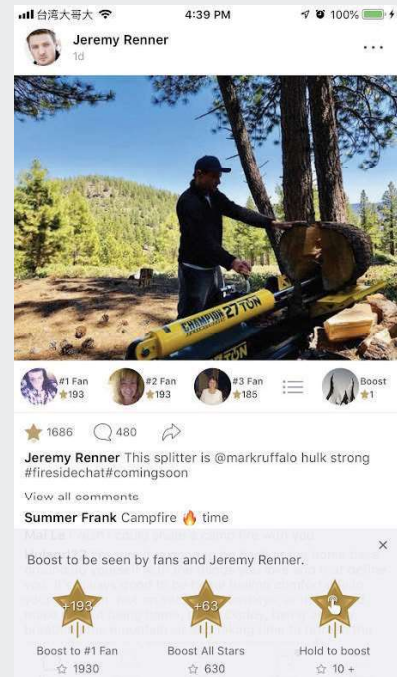 台湾大哥大
4:39 PM
100%
Jeremy Renner
1d
...
CHAMPION 27 TON
27 TON
#1 Fan
193
#2 Fan
193
#3 Fan
185
Boost
1
1686
480
Jeremy Renner This splitter is @markruffalo hulk strong
#firesidechat#comingsoon
View all comments
Summer Frank Campfire 🔥 time
Boost to be seen by fans and Jeremy Renner.
+193
+63
Boost to #1 Fan
Boost All Stars
Hold to boost
1930
630
10 +